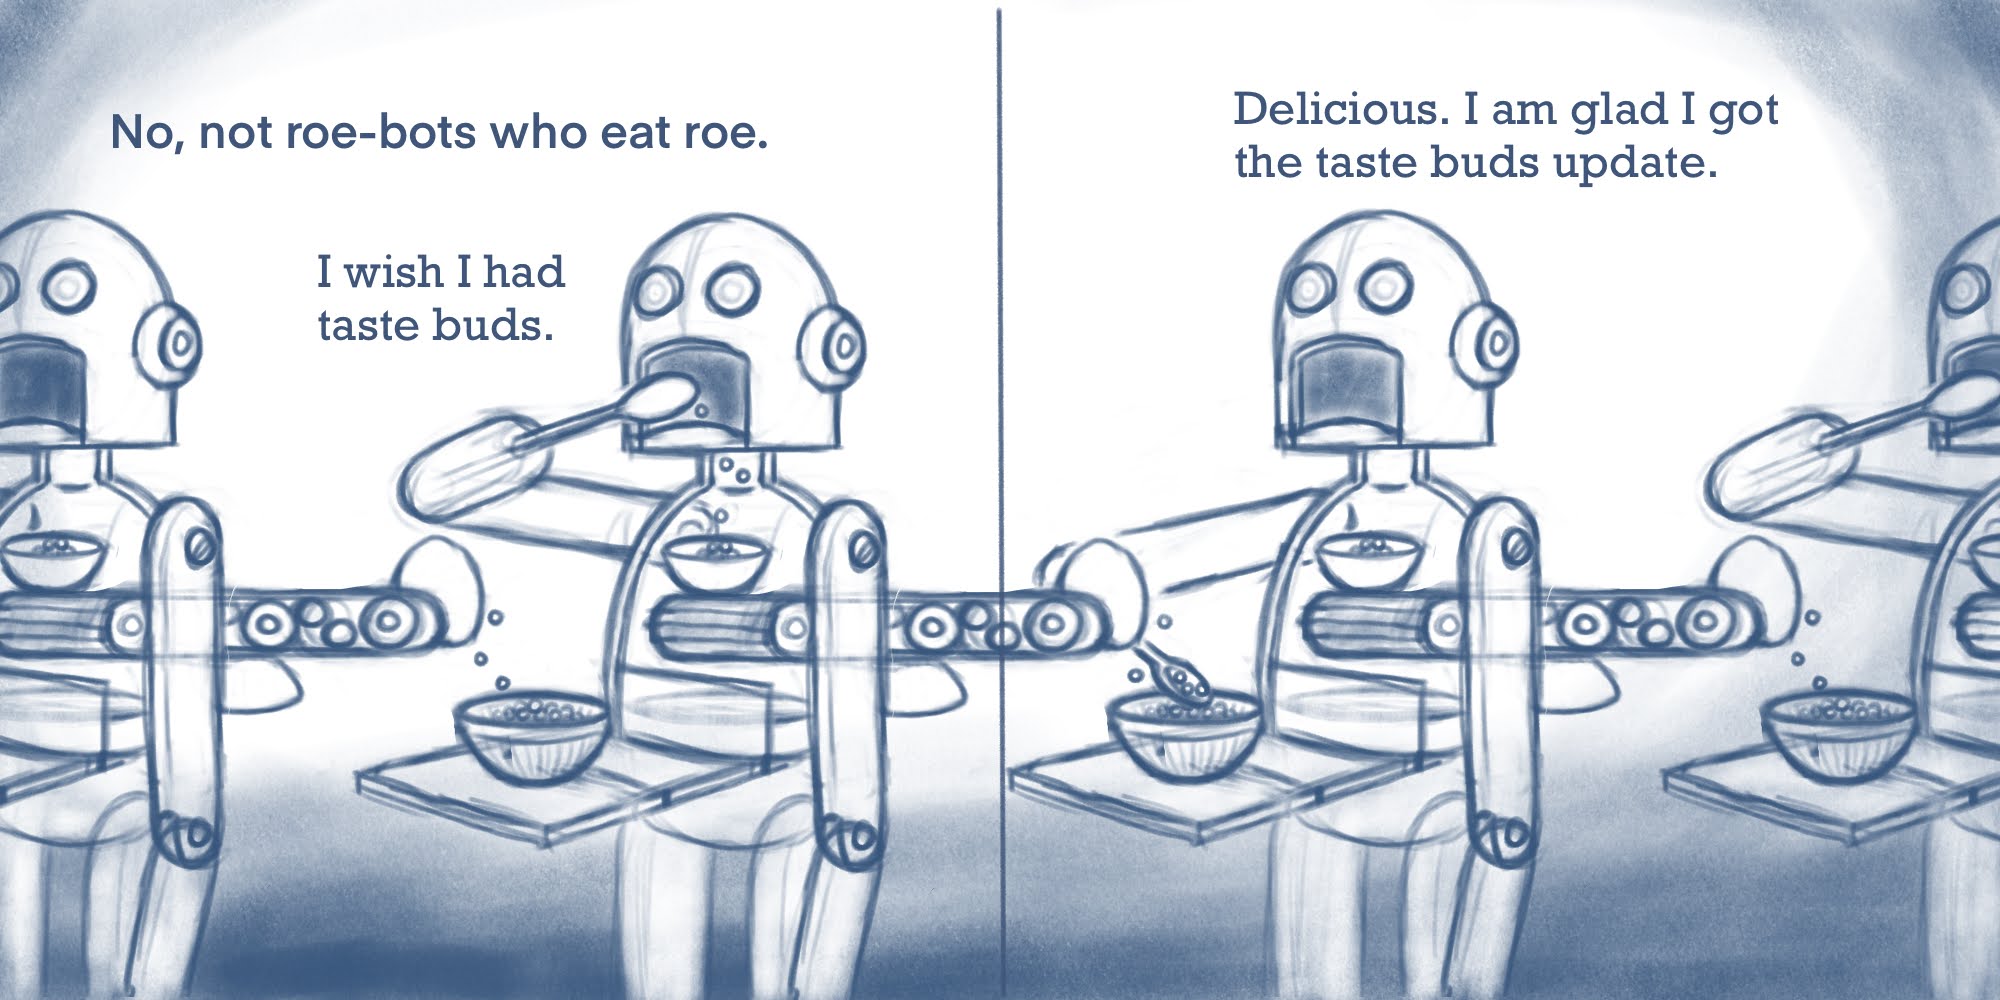 No, not roe-bots who eat roe.
I wish I had
taste buds.
Delicious. I am glad I got
the taste buds update.